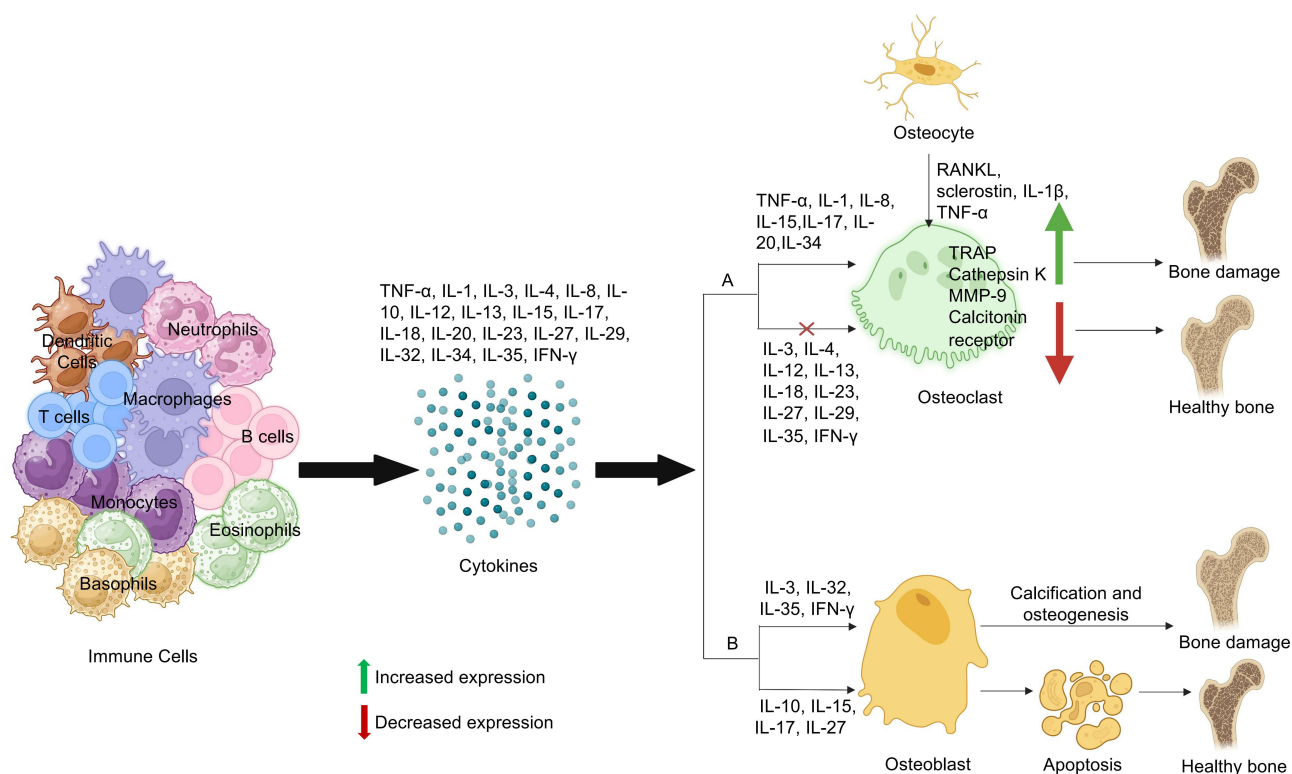 Osteocyte
RANKL,
sclerostin, IL-1β,
TNF-α
TNF-α, IL-1, IL-8,
IL-15,IL-17, IL-
20,IL-34
TRAP
Cathepsin K
MMP-9
Calcitonin
receptor
Bone damage
A
IL-3, IL-4,
IL-12, IL-13,
IL-18, IL-23,
IL-27, IL-29,
IL-35, IFN-γ
Osteoclast
Healthy bone
Neutrophils
Dendritic
Cells
Macrophages
T cells
B cells
Monocytes
Eosinophils
Basophils
Immune Cells
TNF-α, IL-1, IL-3, IL-4, IL-8, IL-
10, IL-12, IL-13, IL-15, IL-17,
IL-18, IL-20, IL-23, IL-27, IL-29,
IL-32, IL-34, IL-35, IFN-γ
Cytokines
Increased expression
Decreased expression
B
IL-3, IL-32,
IL-35, IFN-γ
Calcification and
osteogenesis
Bone damage
IL-10, IL-15,
IL-17, IL-27
Osteoblast
Apoptosis
Healthy bone